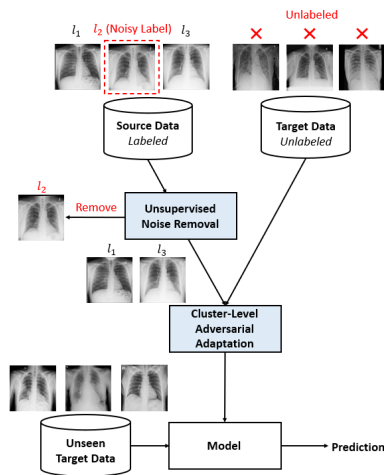 Unlabeled
l₁ l₂ (Noisy Label) l₃
Source Data
Labeled
Target Data
Unlabeled
l₂
Remove
Unsupervised
Noise Removal
l₁ l₃
Cluster-Level
Adversarial
Adaptation
Unseen
Target Data
Model
Prediction